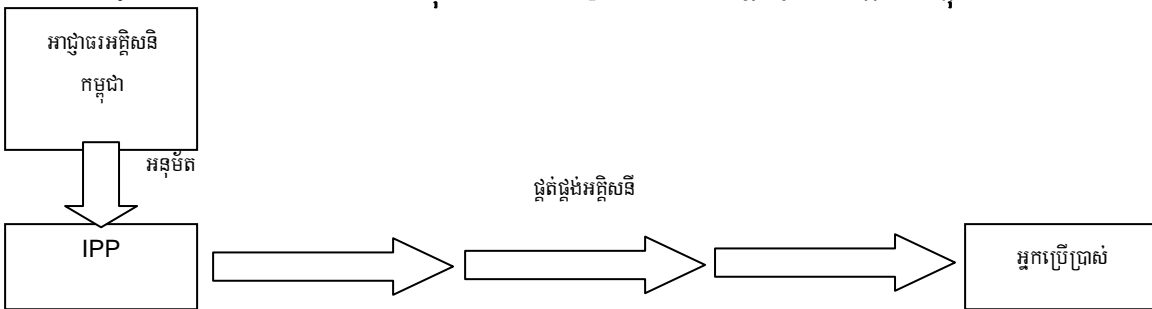 អាជ្ញាធរអគ្គិសនិ
កម្ពុជា
អនុម័ត
ផ្គត់ផ្គង់អគ្គិសនី
IPP
អ្នកប្រើប្រាស់